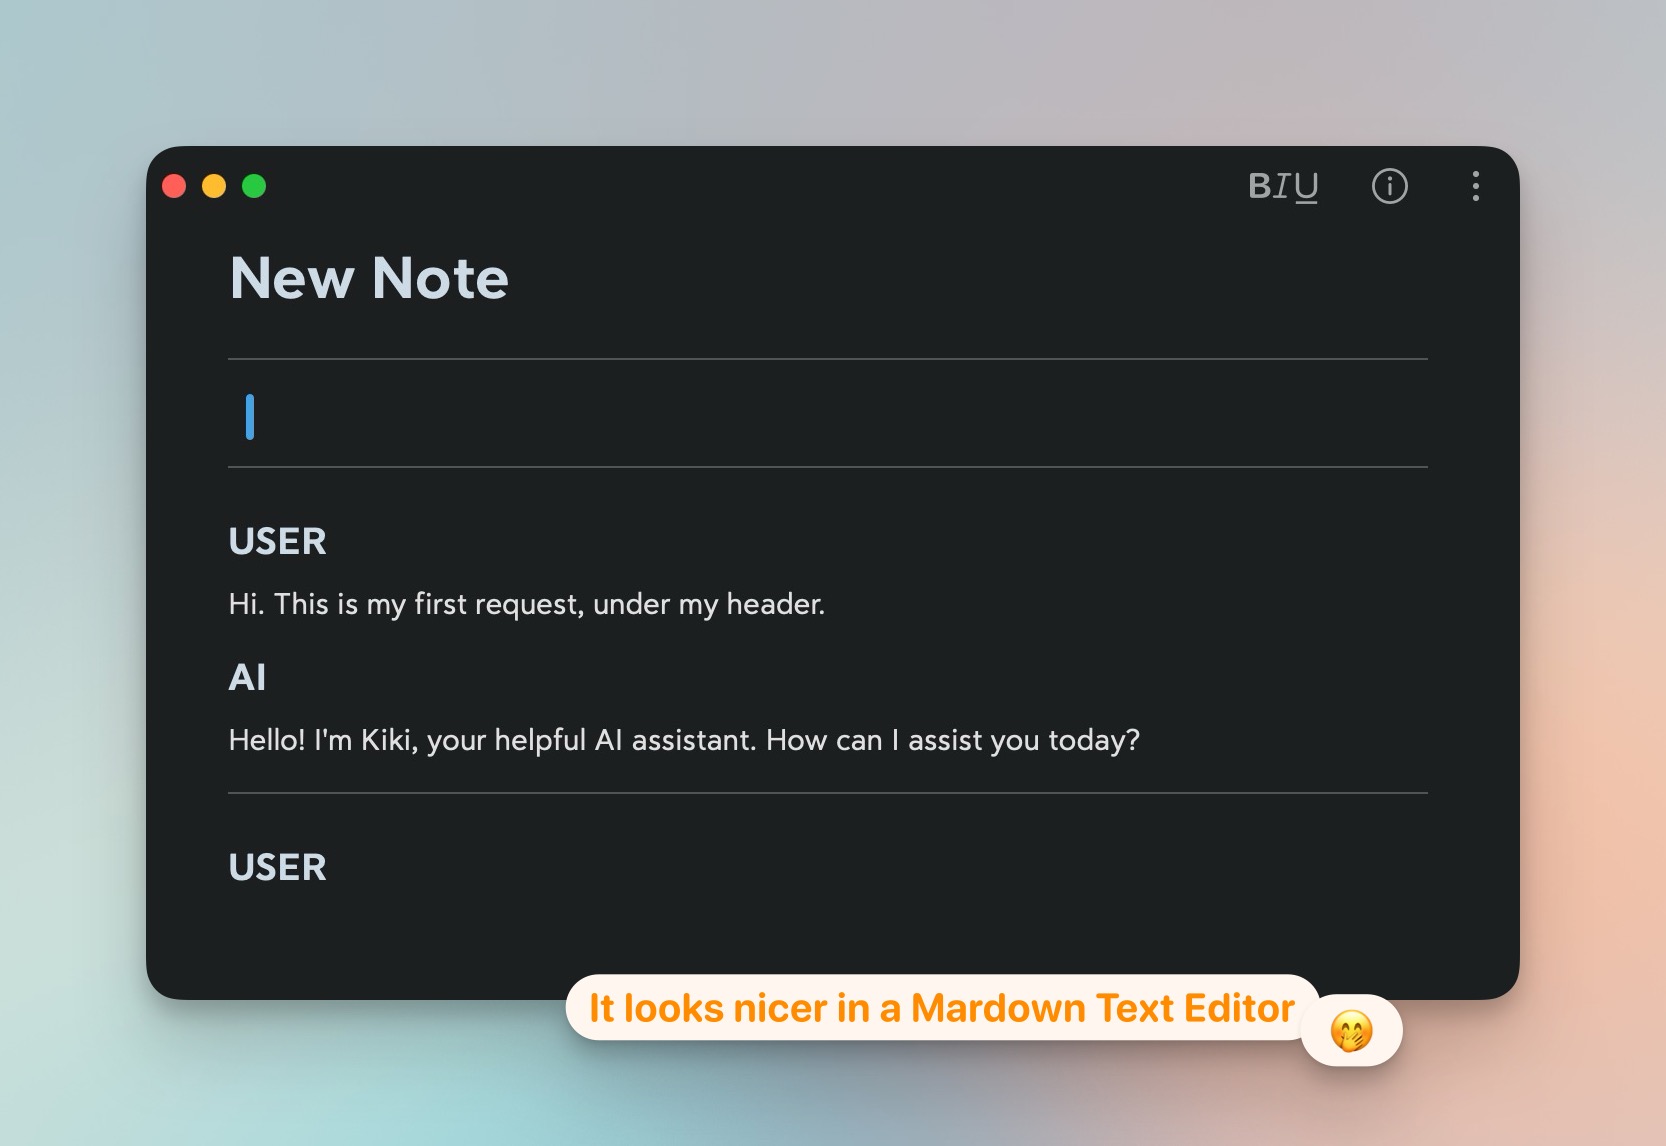 BIU
New Note
USER
Hi. This is my first request, under my header.
AI
Hello! I'm Kiki, your helpful AI assistant. How can I assist you today?
USER
It looks nicer in a Mardown Text Editor
🤭